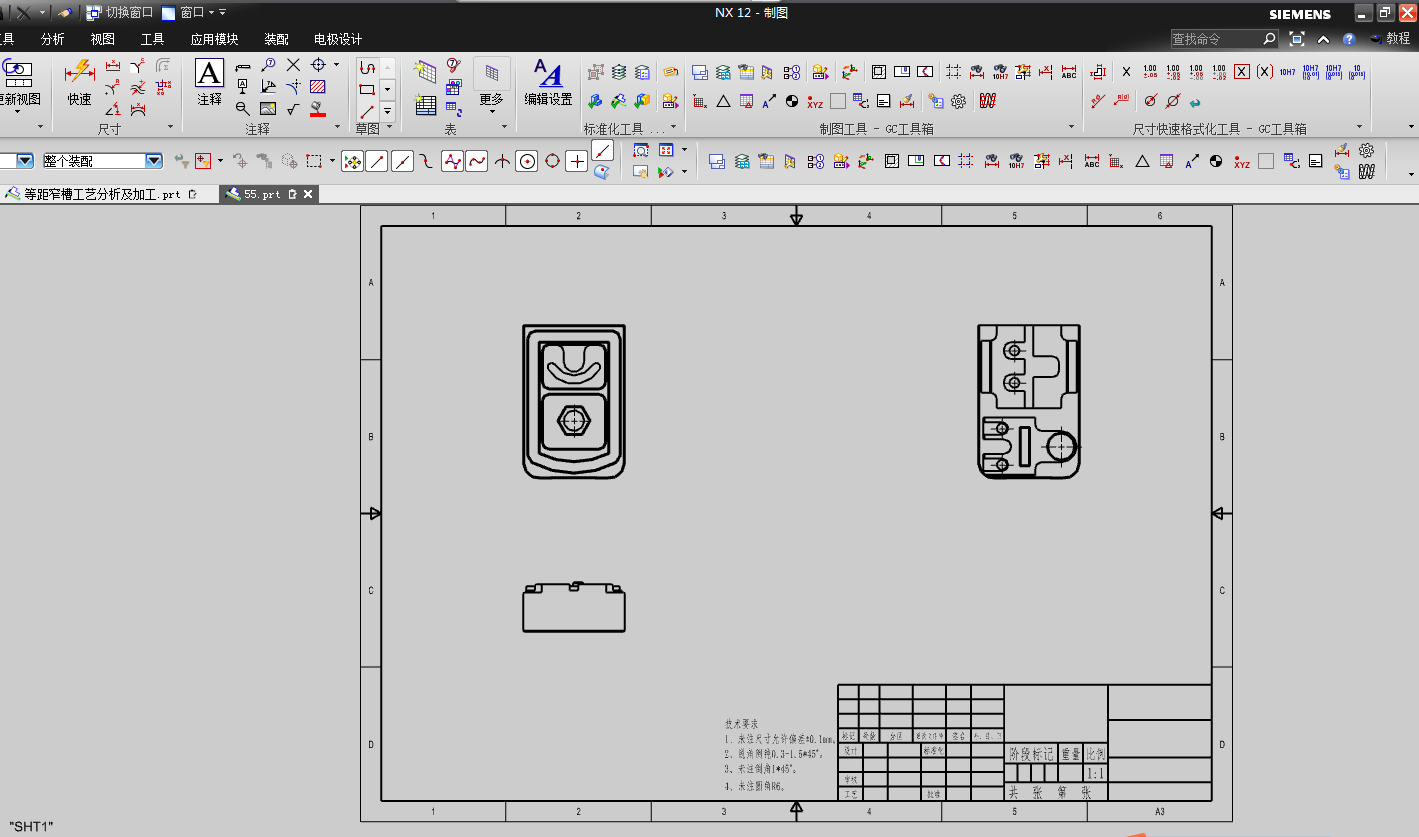 切换窗口 窗口
NX 12 - 制图
SIEMENS
工具 分析 视图 工具 应用模块 装配 电极设计
查找命令
教程
更新视图 快速 注释 更多 编辑设置
尺寸 注释 草图 表 标准化工具 ... 制图工具 - GC工具箱 尺寸快速格式化工具 - GC工具箱
整个装配
等距窄槽工艺分析及加工.prt 55.prt
1 2 3 4 5 6
A A
B B
C C
D D
技术要求
1、未注尺寸允许偏差±0.1mm。
2、锐角倒钝0.3-1.5*45°。
3、未注倒角1*45°。
4、未注圆角R6。
标记 处数 分区 更改文件号 签名
设计 标准化
审核
工艺 批准
阶段标记 重量 比例
1:1
共 张 第 张
1 2 3 4 5 A3
"SHT1"